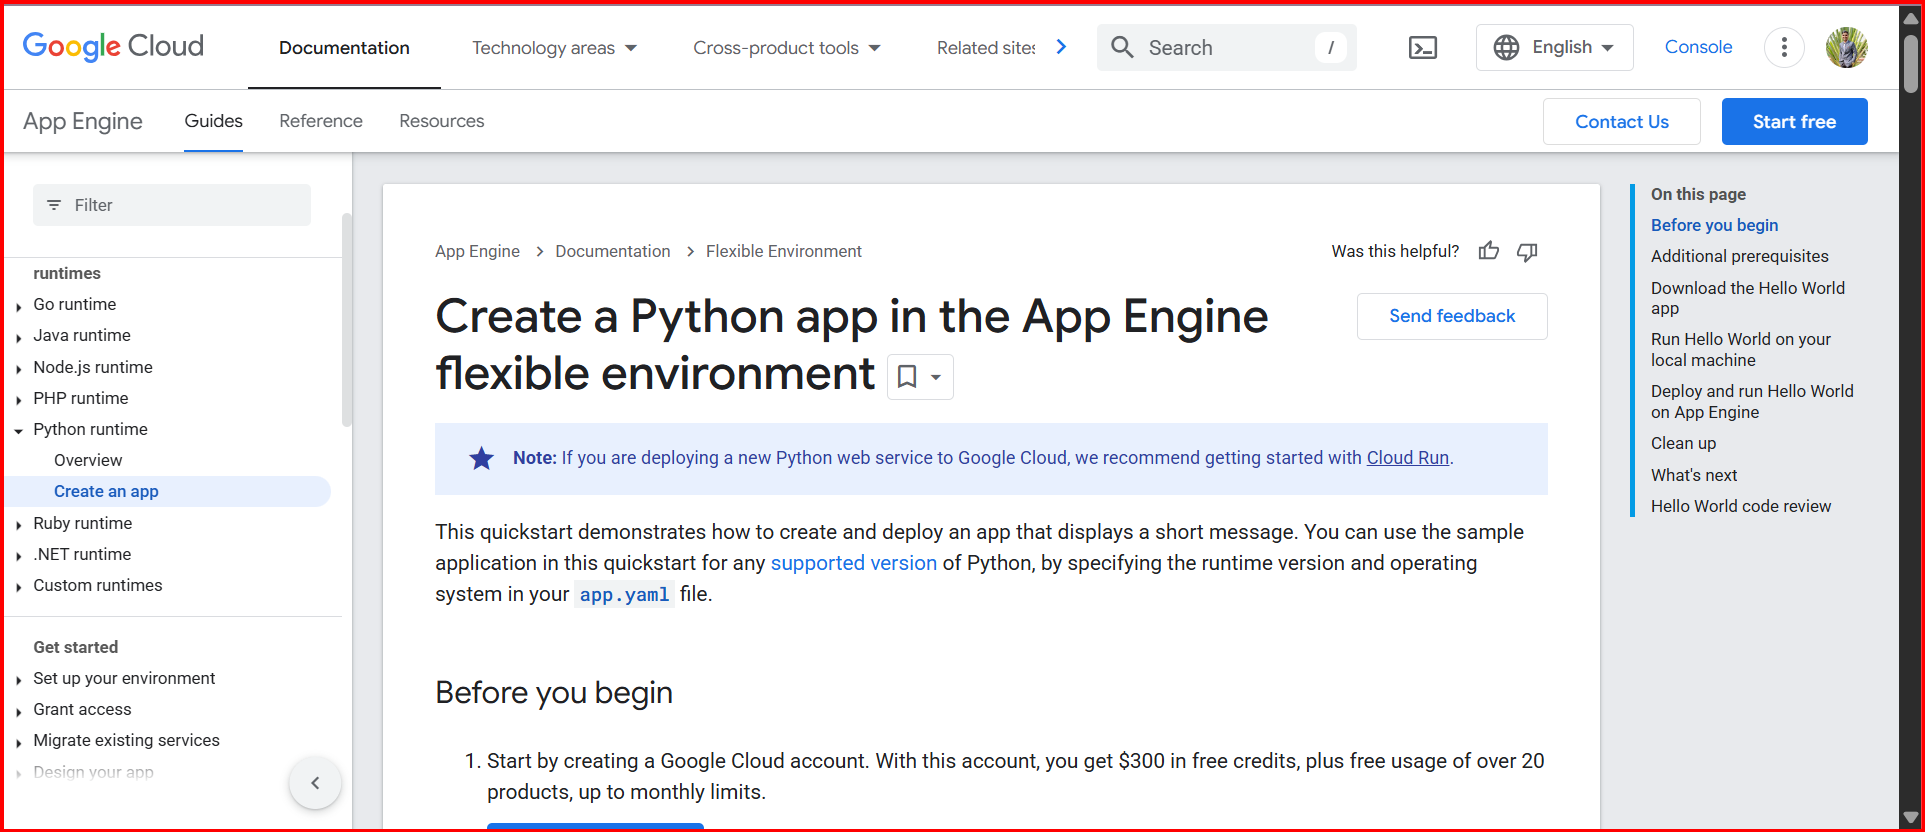 Google Cloud
Documentation
Technology areas
Cross-product tools
Related sites
Search
/
English
Console
App Engine
Guides
Reference
Resources
Contact Us
Start free
Filter
runtimes
Go runtime
Java runtime
Node.js runtime
PHP runtime
Python runtime
Overview
Create an app
Ruby runtime
.NET runtime
Custom runtimes
Get started
Set up your environment
Grant access
Migrate existing services
Design your app
App Engine > Documentation > Flexible Environment
Was this helpful?
Create a Python app in the App Engine
flexible environment
Send feedback
Note: If you are deploying a new Python web service to Google Cloud, we recommend getting started with Cloud Run.
This quickstart demonstrates how to create and deploy an app that displays a short message. You can use the sample
application in this quickstart for any supported version of Python, by specifying the runtime version and operating
system in your app.yaml file.
Before you begin
1. Start by creating a Google Cloud account. With this account, you get $300 in free credits, plus free usage of over 20
products, up to monthly limits.
On this page
Before you begin
Additional prerequisites
Download the Hello World
app
Run Hello World on your
local machine
Deploy and run Hello World
on App Engine
Clean up
What's next
Hello World code review